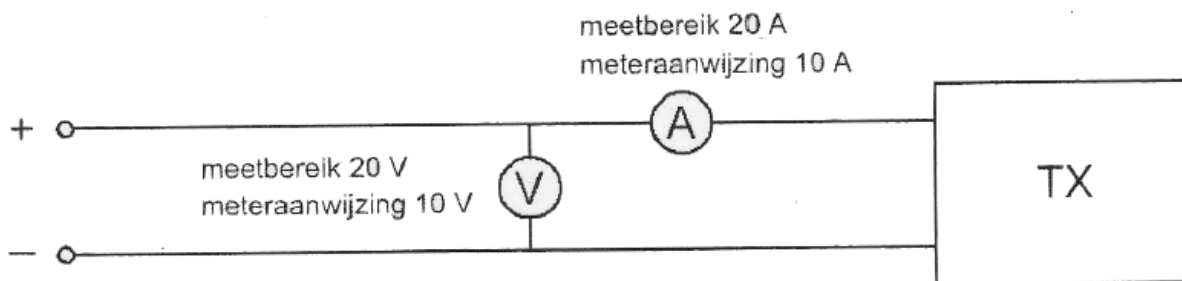 meetbereik 20 A
meteraanwijzing 10 A
+
A
meetbereik 20 V
meteraanwijzing 10 V
V
TX
−